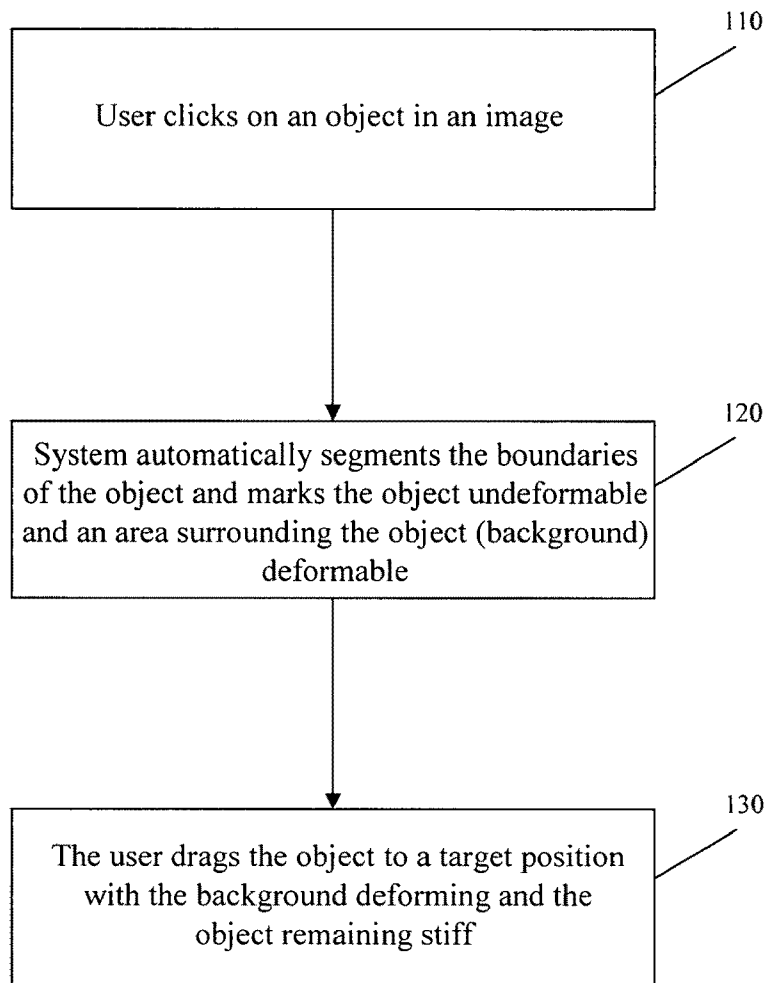 110
User clicks on an object in an image
120
System automatically segments the boundaries
of the object and marks the object undeformable
and an area surrounding the object (background)
deformable
130
The user drags the object to a target position
with the background deforming and the
object remaining stiff